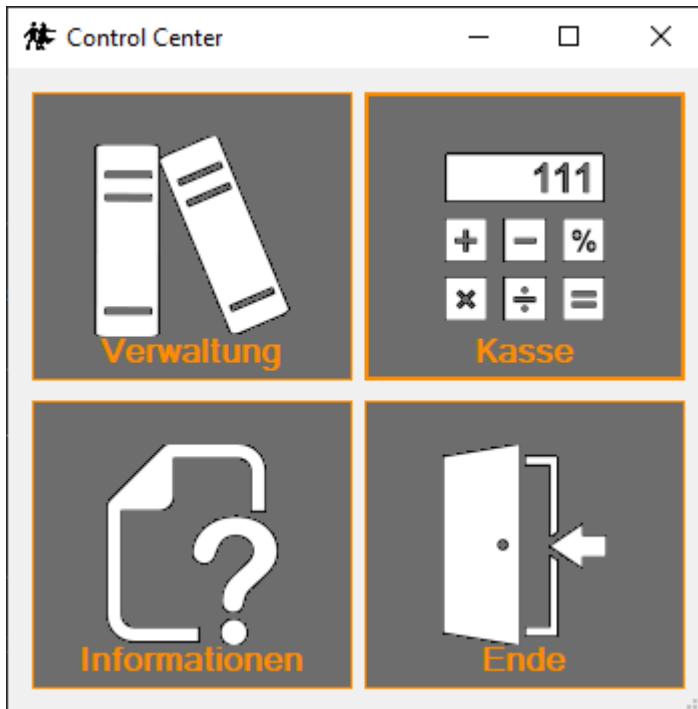 Control Center
111
+ - %
× ÷ =
Verwaltung
Kasse
?
Informationen
Ende